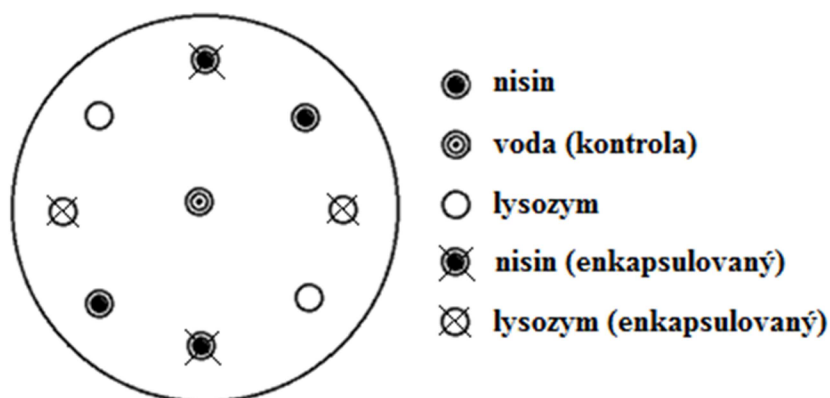 nisin
voda (kontrola)
lysozym
nisin (enkapsulovaný)
lysozym (enkapsulovaný)